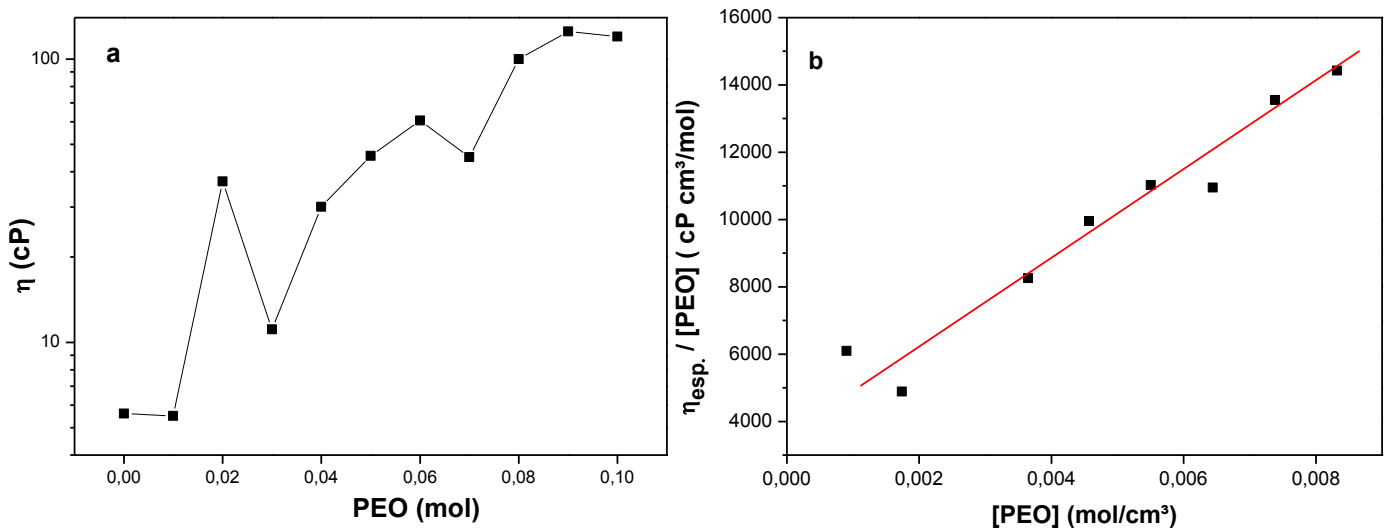 a
100
10
η (cP)
0,00 0,02 0,04 0,06 0,08 0,10
PEO (mol)
b
16000
14000
12000
10000
8000
6000
4000
ηesp. / [PEO] ( cP cm³/mol)
0,000 0,002 0,004 0,006 0,008
[PEO] (mol/cm³)